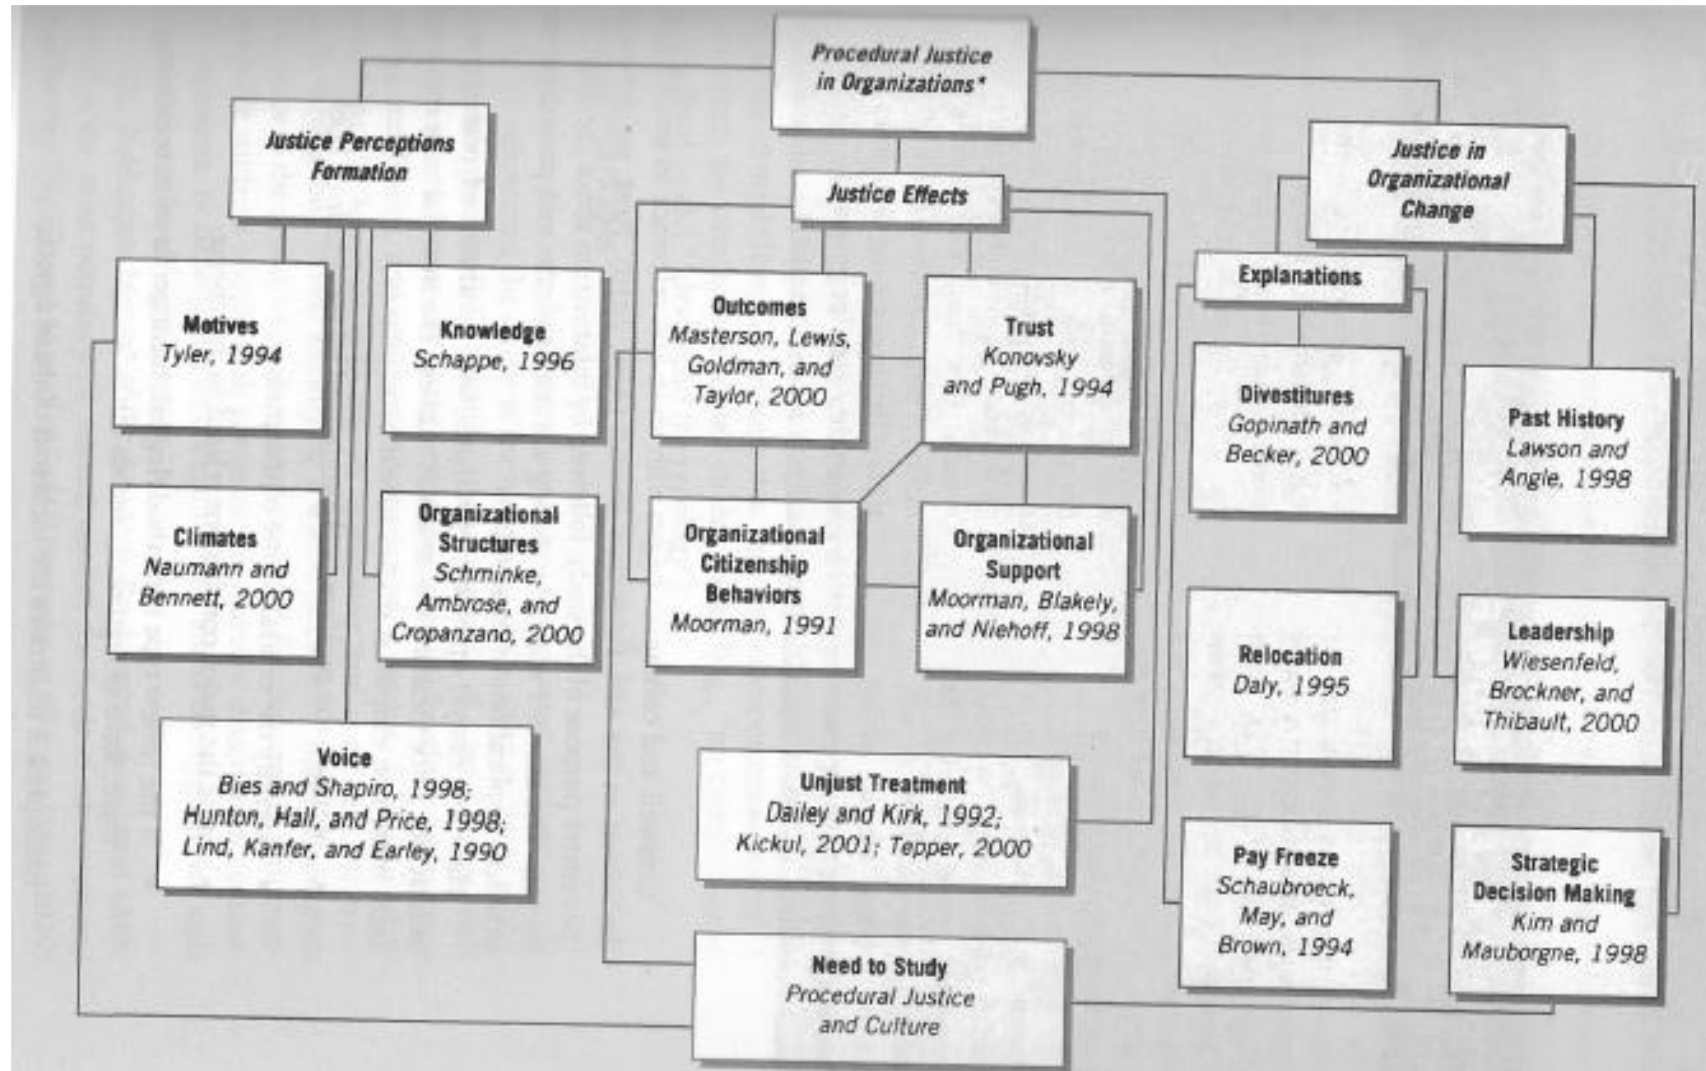 Procedural Justice
in Organizations*
Justice Perceptions
Formation
Justice Effects
Justice in
Organizational
Change
Motives
Tyler, 1994
Knowledge
Schappe, 1996
Climates
Naumann and
Bennett, 2000
Organizational
Structures
Schminke,
Ambrose, and
Cropanzano, 2000
Voice
Bies and Shapiro, 1998;
Hunton, Hall, and Price, 1998;
Lind, Kanfer, and Earley, 1990
Outcomes
Masterson, Lewis,
Goldman, and
Taylor, 2000
Trust
Konovsky
and Pugh, 1994
Organizational
Citizenship
Behaviors
Moorman, 1991
Organizational
Support
Moorman, Blakely,
and Niehoff, 1998
Unjust Treatment
Dailey and Kirk, 1992;
Kickul, 2001; Tepper, 2000
Explanations
Divestitures
Gopinath and
Becker, 2000
Past History
Lawson and
Angle, 1998
Relocation
Daly, 1995
Leadership
Wiesenfeld,
Brockner, and
Thibault, 2000
Pay Freeze
Schaubroeck,
May, and
Brown, 1994
Strategic
Decision Making
Kim and
Mauborgne, 1998
Need to Study
Procedural Justice
and Culture